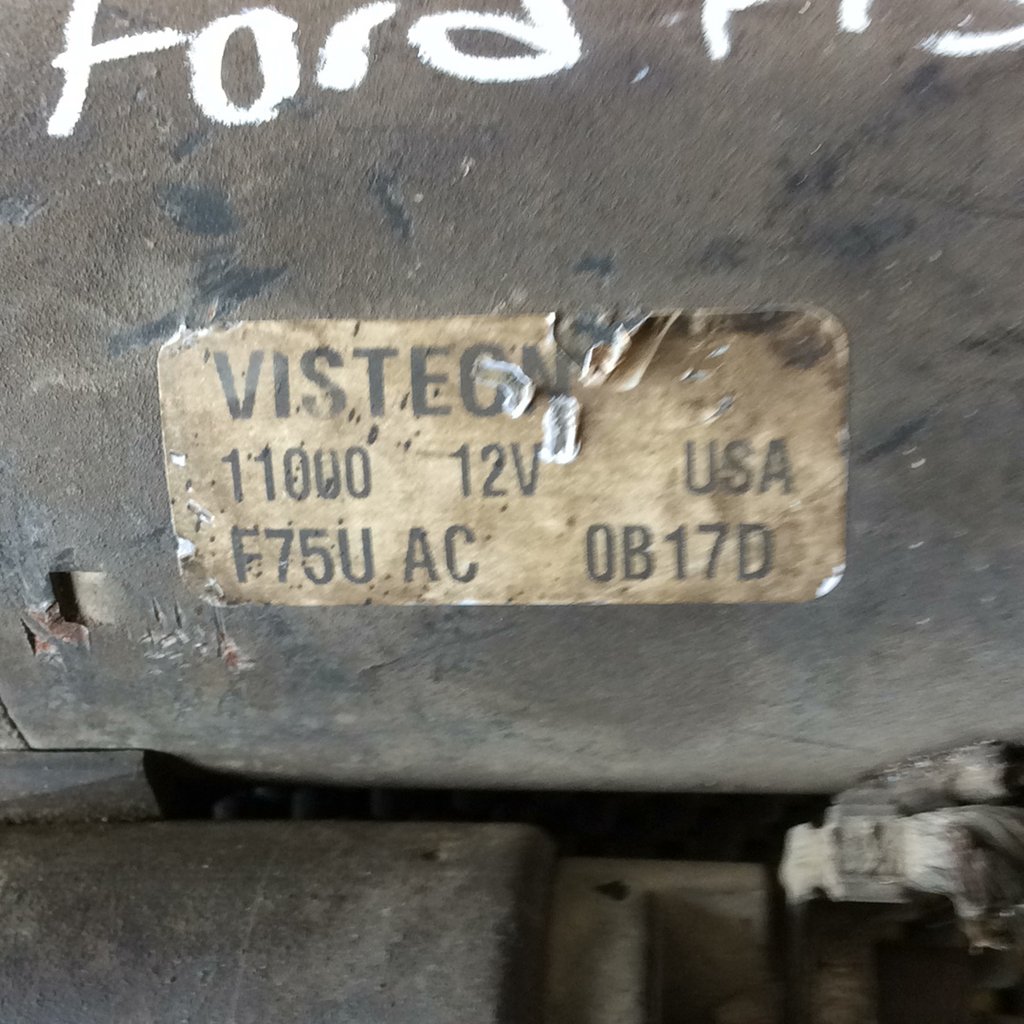 Ford
VISTEON
11000 12V USA
F75U AC 0B17D